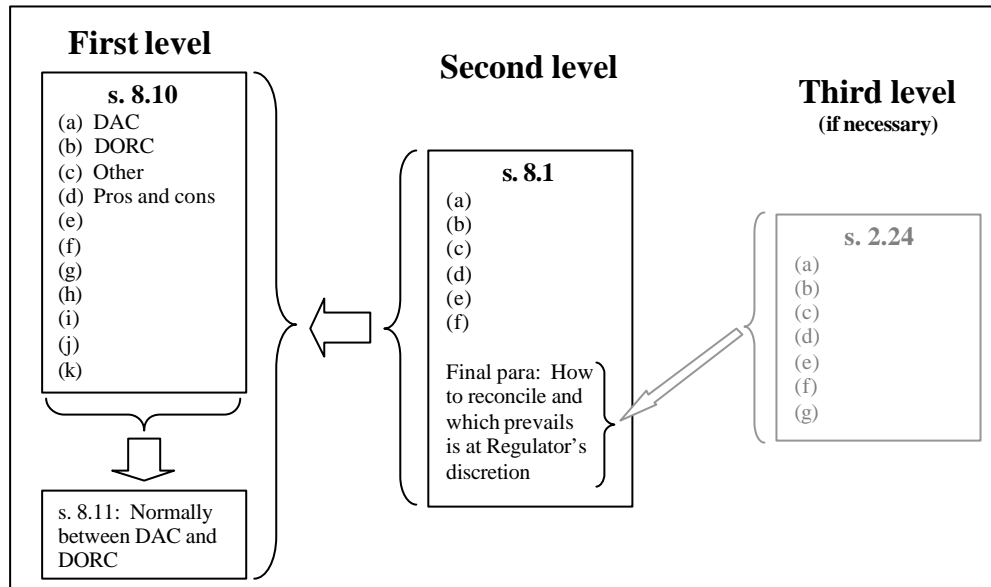 First level
s. 8.10
(a) DAC
(b) DORC
(c) Other
(d) Pros and cons
(e)
(f)
(g)
(h)
(i)
(j)
(k)
s. 8.11: Normally
between DAC and
DORC
Second level
s. 8.1
(a)
(b)
(c)
(d)
(e)
(f)
Final para: How
to reconcile and
which prevails
is at Regulator’s
discretion
Third level
(if necessary)
s. 2.24
(a)
(b)
(c)
(d)
(e)
(f)
(g)